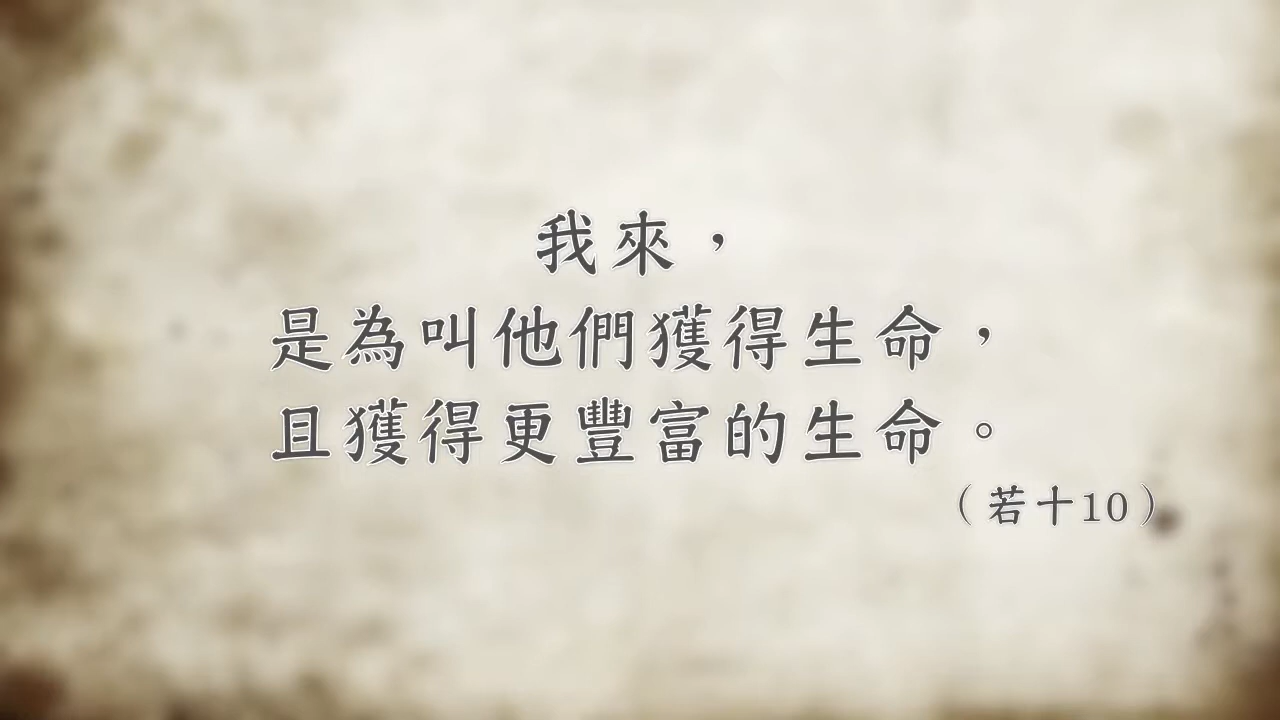 我來，
是為叫他們獲得生命，
且獲得更豐富的生命。
（若十10）